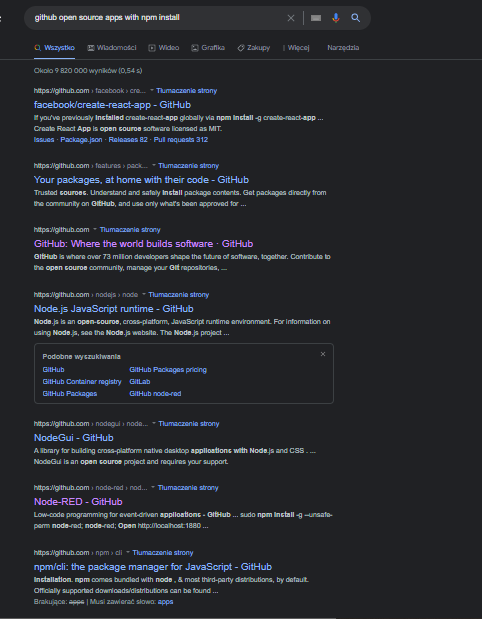 github open source apps with npm install
Wszystko Wiadomości Wideo Grafika Zakupy Więcej Narzędzia
Około 9 820 000 wyników (0,54 s)
https://github.com › facebook › cre... Tłumaczenie strony
facebook/create-react-app - GitHub
If you've previously installed create-react-app globally via npm install -g create-react-app ...
Create React App is open source software licensed as MIT.
Issues · Package.json · Releases 82 · Pull requests 312
https://github.com › features › pack... Tłumaczenie strony
Your packages, at home with their code - GitHub
Trusted sources. Understand and safely install package contents. Get packages directly from
the community on GitHub, and use only what's been approved for ...
https://github.com Tłumaczenie strony
GitHub: Where the world builds software · GitHub
GitHub is where over 73 million developers shape the future of software, together. Contribute to
the open source community, manage your Git repositories, ...
https://github.com › nodejs › node Tłumaczenie strony
Node.js JavaScript runtime - GitHub
Node.js is an open-source, cross-platform, JavaScript runtime environment. For information on
using Node.js, see the Node.js website. The Node.js project ...
Podobne wyszukiwania
GitHub GitHub Packages pricing
GitHub Container registry GitLab
GitHub Packages GitHub node-red
https://github.com › nodegui › node... Tłumaczenie strony
NodeGui - GitHub
A library for building cross-platform native desktop applications with Node.js and CSS . ...
NodeGui is an open source project and requires your support.
https://github.com › node-red › nod... Tłumaczenie strony
Node-RED - GitHub
Low-code programming for event-driven applications - GitHub ... sudo npm install -g --unsafe-
perm node-red; node-red; Open http://localhost:1880 ...
https://github.com › npm › cli Tłumaczenie strony
npm/cli: the package manager for JavaScript - GitHub
Installation. npm comes bundled with node , & most third-party distributions, by default.
Officially supported downloads/distributions can be found ...
Brakujące: apps | Musi zawierać słowo: apps